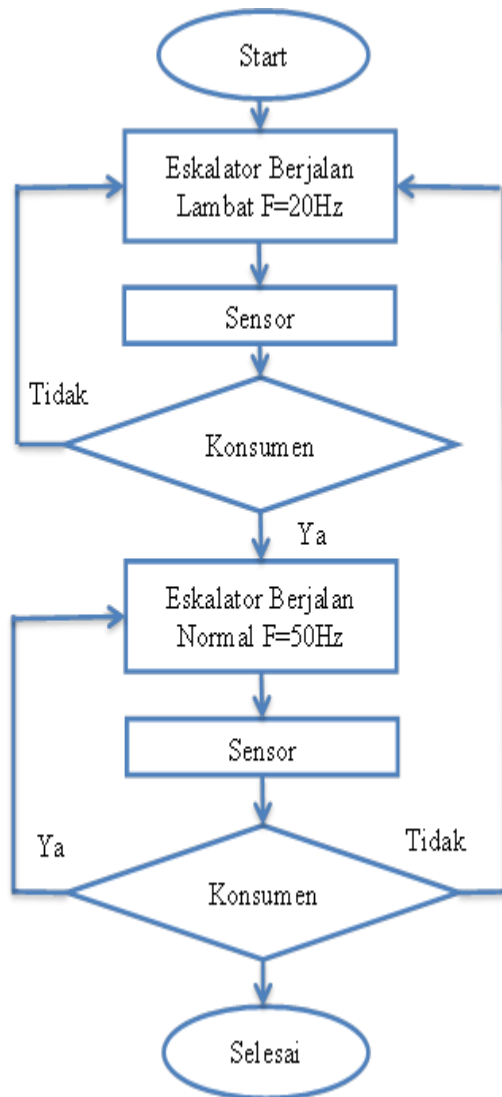 Start
Eskalator Berjalan
Lambat F=20Hz
Sensor
Tidak
Konsumen
Ya
Eskalator Berjalan
Normal F=50Hz
Sensor
Ya
Tidak
Konsumen
Selesai